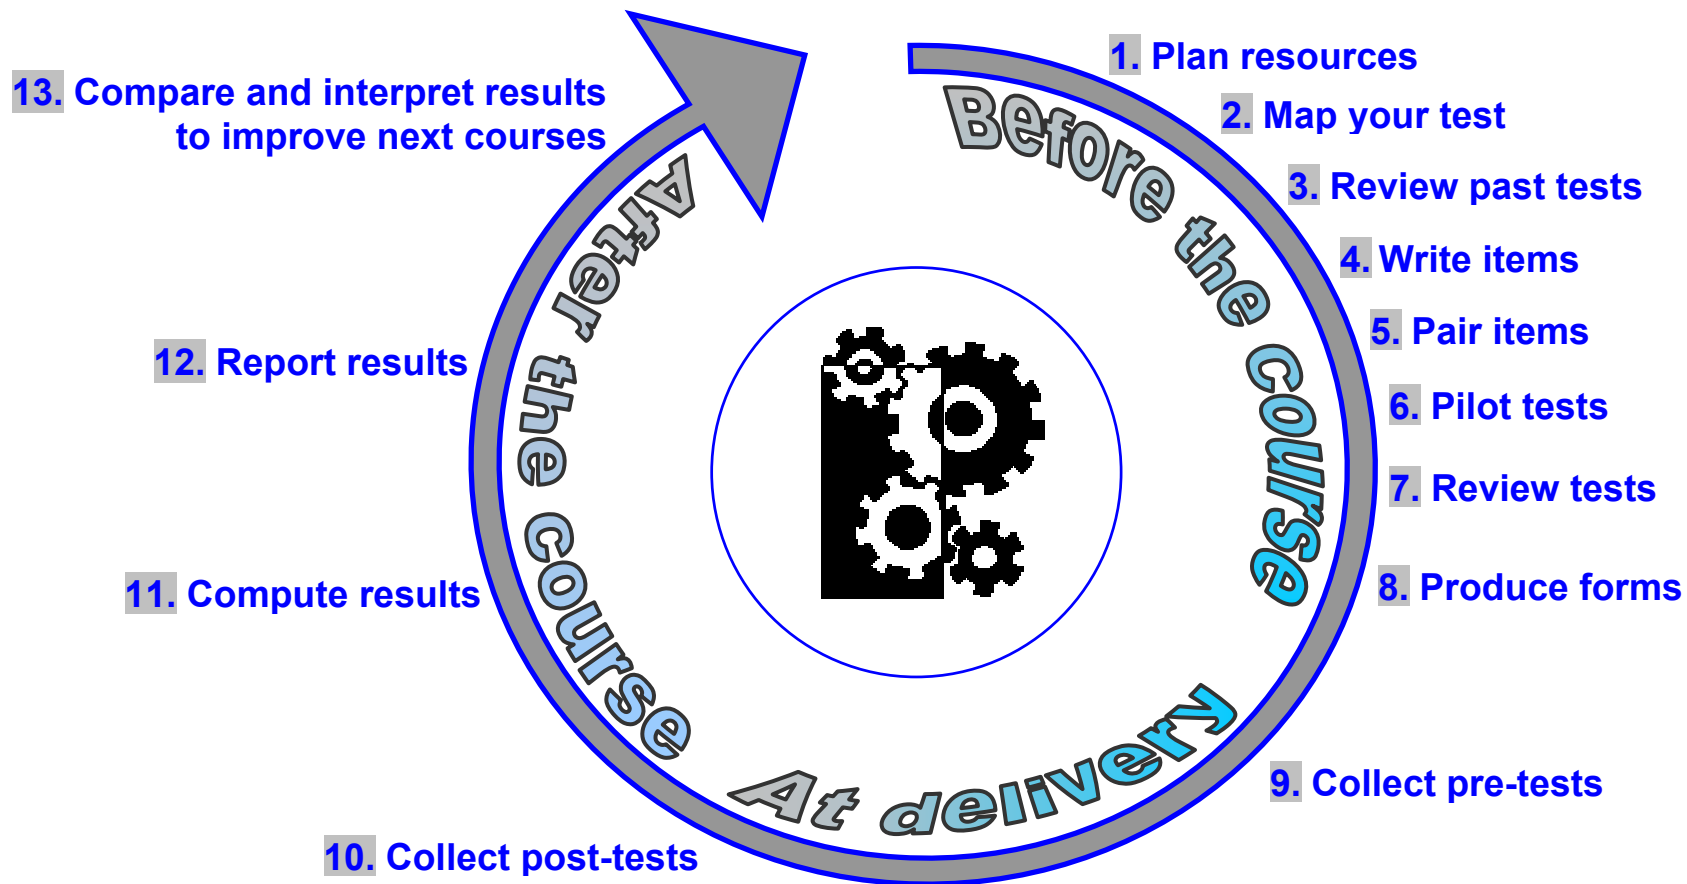 1. Plan resources
2. Map your test
3. Review past tests
4. Write items
5. Pair items
6. Pilot tests
7. Review tests
8. Produce forms
9. Collect pre-tests
10. Collect post-tests
11. Compute results
12. Report results
13. Compare and interpret results
to improve next courses
Before the course
At delivery
After the course